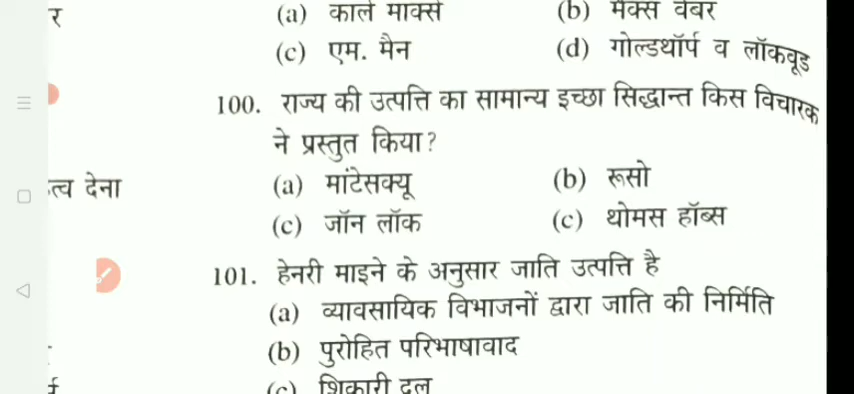 र
(a) कार्ल मार्क्स
(b) मैक्स वेबर
(c) एम. मैन
(d) गोल्डथॉर्प व लॉकवूड
100. राज्य की उत्पत्ति का सामान्य इच्छा सिद्धान्त किस विचारक
ने प्रस्तुत किया?
त्व देना
(a) मांटेसक्यू
(b) रूसो
(c) जॉन लॉक
(c) थोमस हॉब्स
101. हेनरी माइने के अनुसार जाति उत्पत्ति है
(a) व्यावसायिक विभाजनों द्वारा जाति की निर्मिति
(b) पुरोहित परिभाषावाद
(c) शिकारी दल